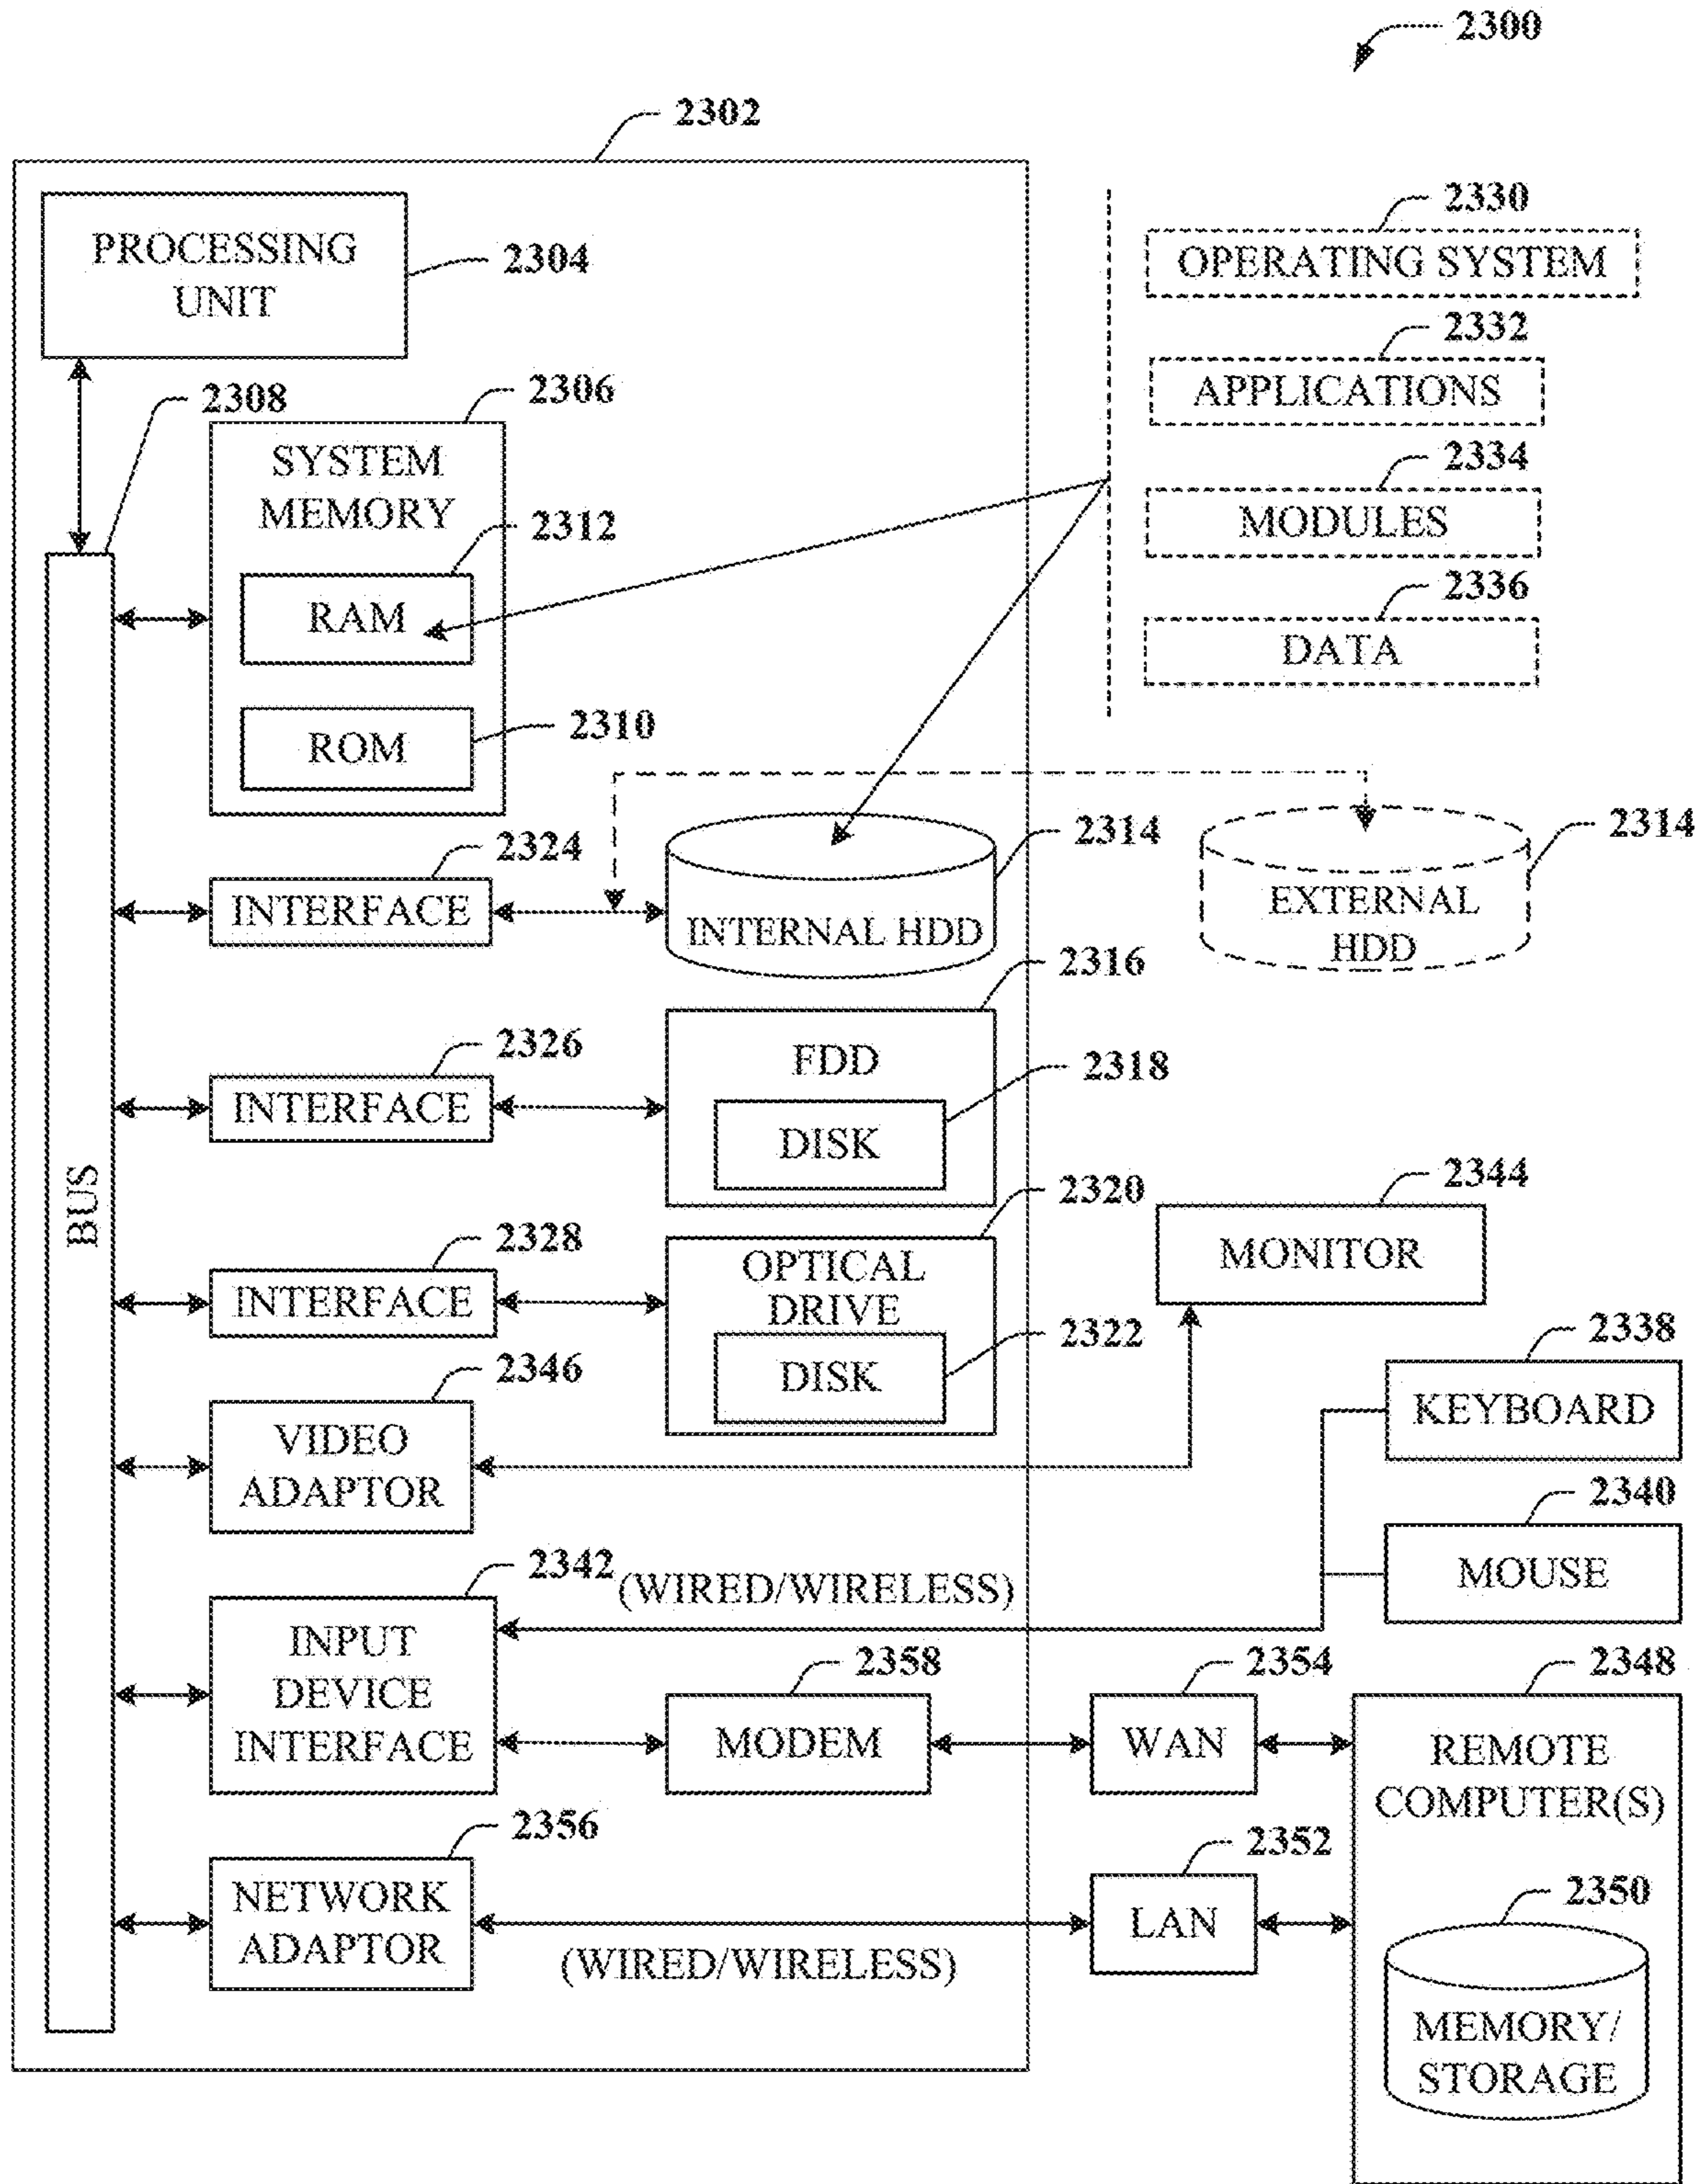 2300
2302
PROCESSING
UNIT
2304
2330
OPERATING SYSTEM
2332
APPLICATIONS
2334
MODULES
2336
DATA
2308
2306
SYSTEM
MEMORY
2312
RAM
2310
ROM
BUS
2324
INTERFACE
2314
INTERNAL HDD
2314
EXTERNAL
HDD
2326
INTERFACE
2316
FDD
2318
DISK
2328
INTERFACE
2320
OPTICAL
DRIVE
2322
DISK
2344
MONITOR
2346
VIDEO
ADAPTOR
2338
KEYBOARD
2340
MOUSE
2342
(WIRED/WIRELESS)
INPUT
DEVICE
INTERFACE
2358
MODEM
2354
WAN
2348
REMOTE
COMPUTER(S)
2356
NETWORK
ADAPTOR
(WIRED/WIRELESS)
2352
LAN
2350
MEMORY/
STORAGE